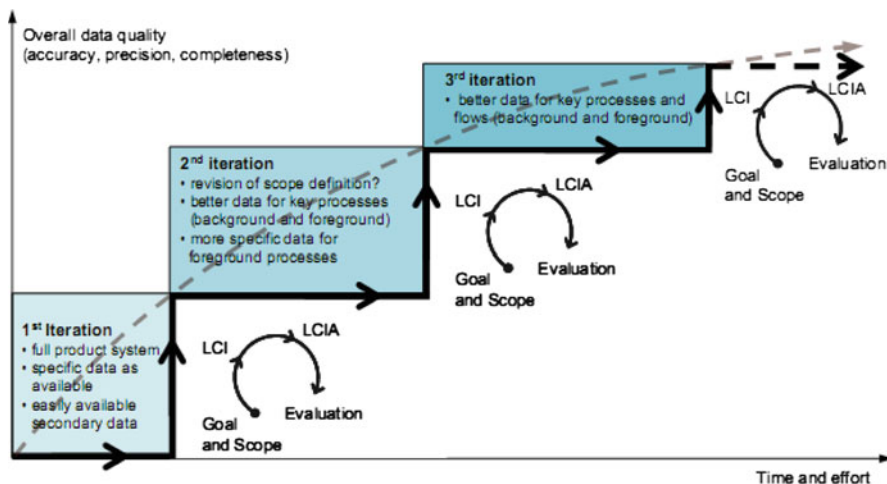 Overall data quality
(accuracy, precision, completeness)
3rd iteration
• better data for key processes and
flows (background and foreground)
LCI
LCIA
Goal
and Scope
Evaluation
2nd iteration
• revision of scope definition?
• better data for key processes
(background and foreground)
• more specific data for
foreground processes
LCI
LCIA
Goal
and Scope
Evaluation
1st Iteration
• full product system
• specific data as
available
• easily available
secondary data
LCI
LCIA
Goal
and Scope
Evaluation
Time and effort